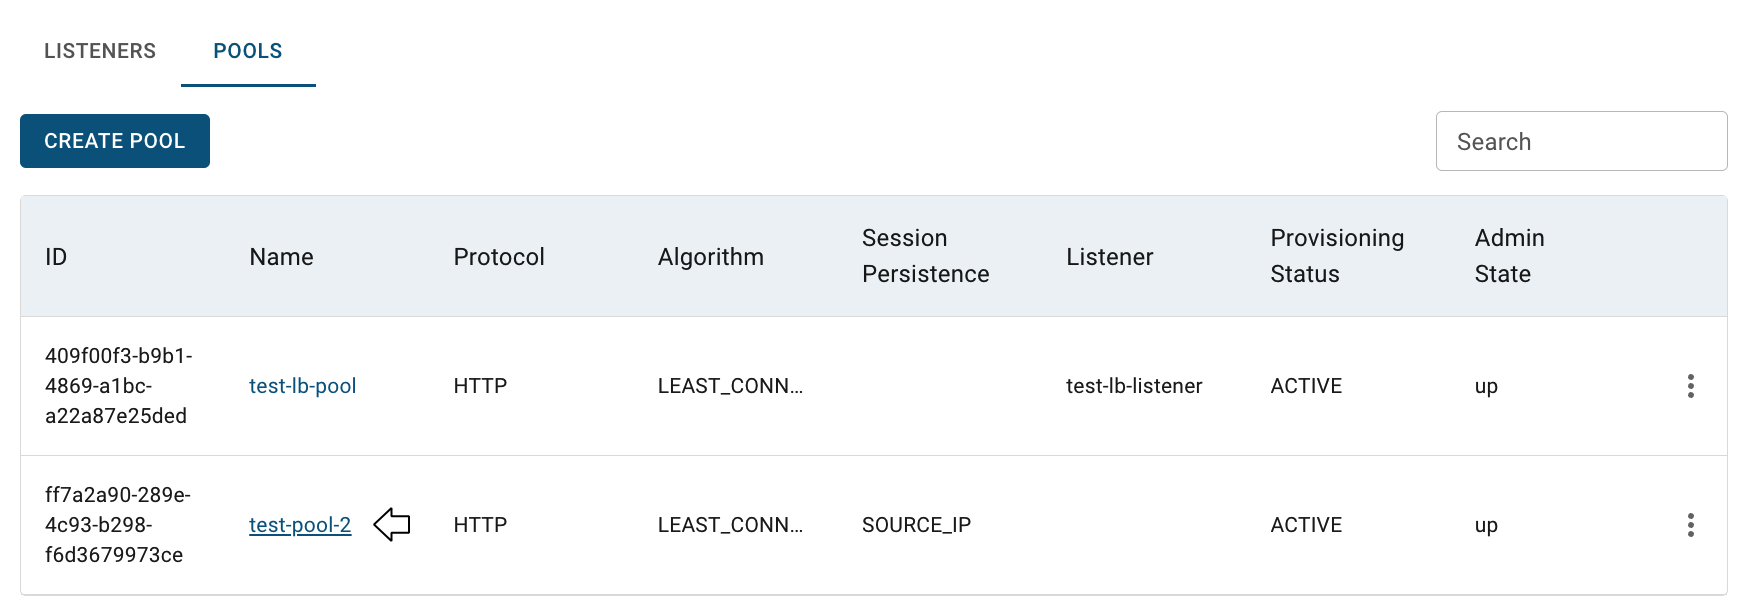 LISTENERS POOLS
CREATE POOL Search
ID Name Protocol Algorithm Session Persistence Listener Provisioning Status Admin State
409f00f3-b9b1-
4869-a1bc-
a22a87e25ded
test-lb-pool HTTP LEAST_CONN... test-lb-listener ACTIVE up
ff7a2a90-289e-
4c93-b298-
f6d3679973ce
test-pool-2 HTTP LEAST_CONN... SOURCE_IP ACTIVE up